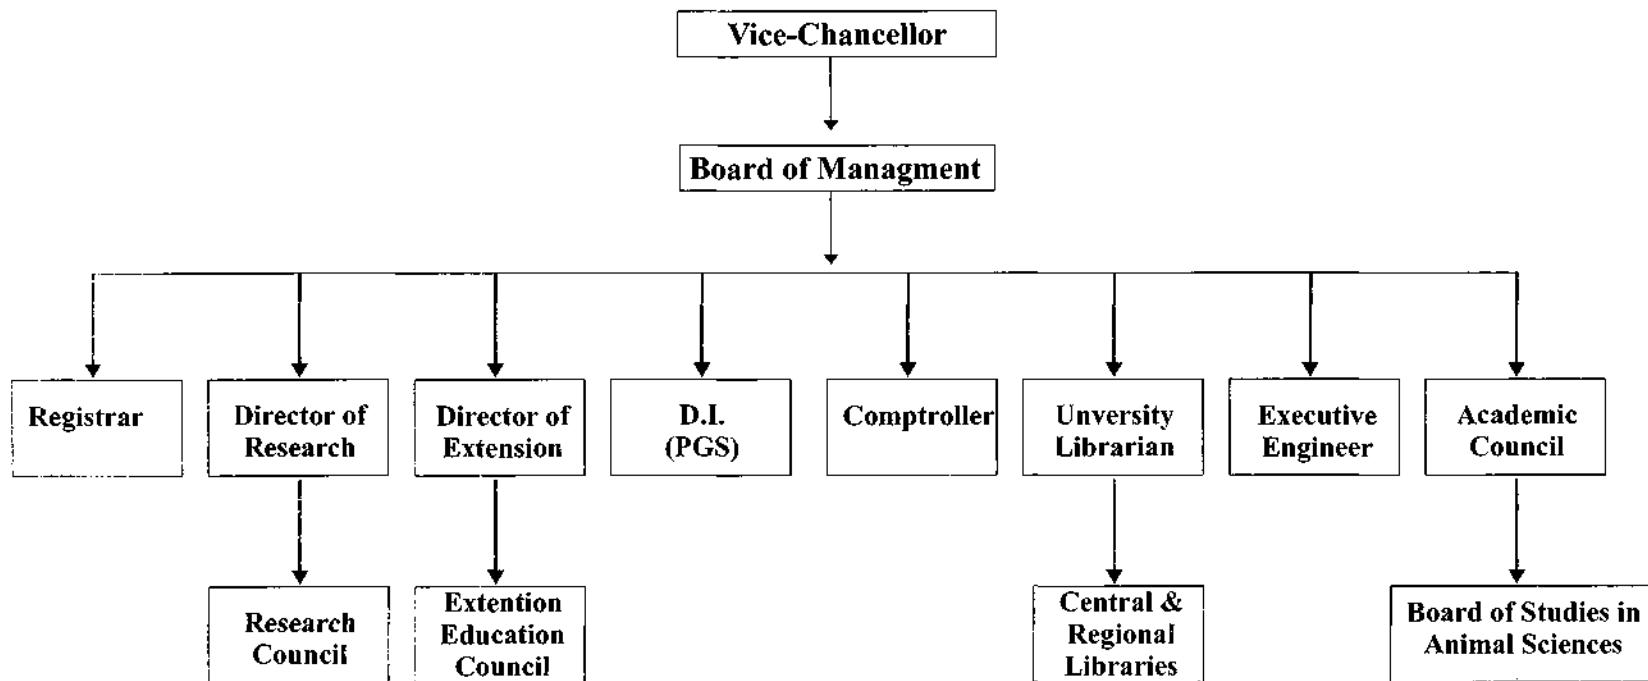 Vice-Chancellor
Board of Managment
Registrar
Director of
Research
Director of
Extension
D.I.
(PGS)
Comptroller
Unversity
Librarian
Executive
Engineer
Academic
Council
Research
Council
Extention
Education
Council
Central &
Regional
Libraries
Board of Studies in
Animal Sciences